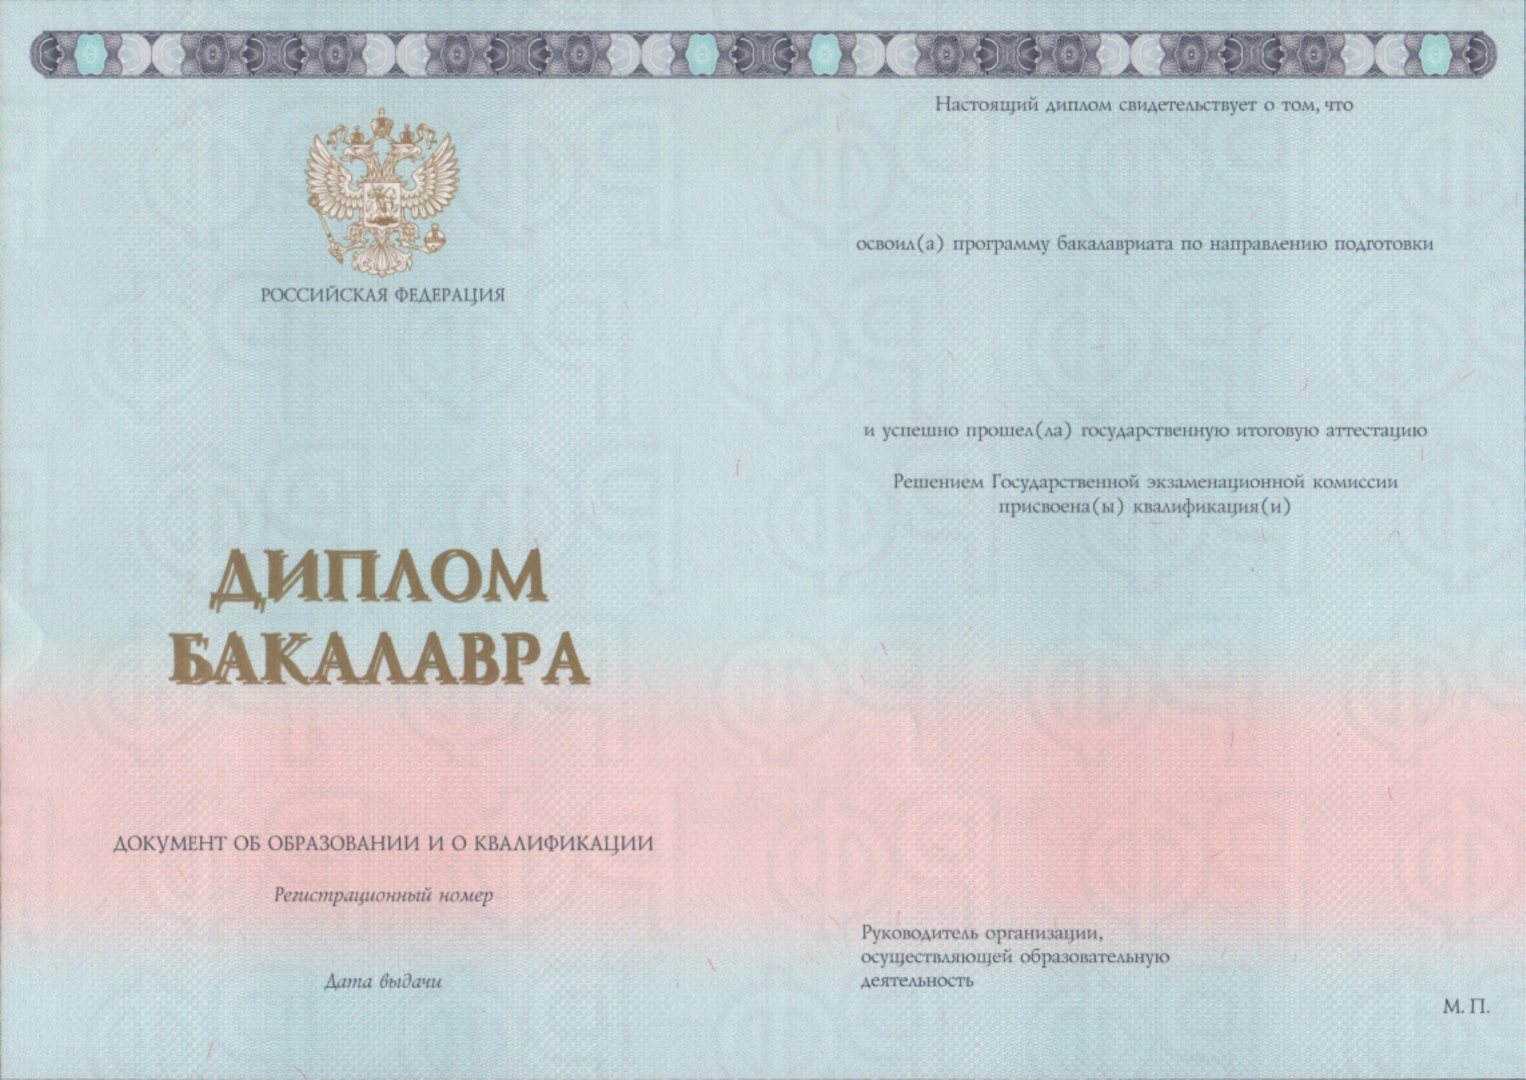 РОССИЙСКАЯ ФЕДЕРАЦИЯ
ДИПЛОМ
БАКАЛАВРА
ДОКУМЕНТ ОБ ОБРАЗОВАНИИ И О КВАЛИФИКАЦИИ
Регистрационный номер
Дата выдачи
Настоящий диплом свидетельствует о том, что
освоил(а) программу бакалавриата по направлению подготовки
и успешно прошел(ла) государственную итоговую аттестацию
Решением Государственной экзаменационной комиссии
присвоена(ы) квалификация(и)
Руководитель организации,
осуществляющей образовательную
деятельность
М. П.